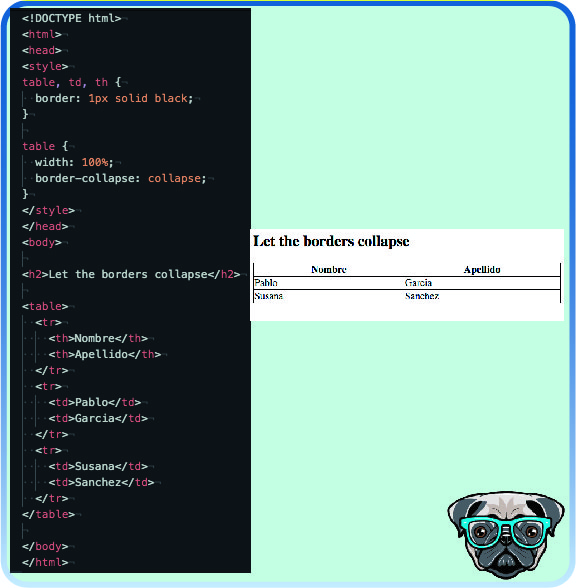 <!DOCTYPE html>
<html>
<head>
<style>
table, td, th {
  border: 1px solid black;
}

table {
  width: 100%;
  border-collapse: collapse;
}
</style>
</head>
<body>

<h2>Let the borders collapse</h2>

<table>
  <tr>
    <th>Nombre</th>
    <th>Apellido</th>
  </tr>
  <tr>
    <td>Pablo</td>
    <td>Garcia</td>
  </tr>
  <tr>
    <td>Susana</td>
    <td>Sanchez</td>
  </tr>
</table>

</body>
</html>
Let the borders collapse
Nombre Apellido
Pablo Garcia
Susana Sanchez